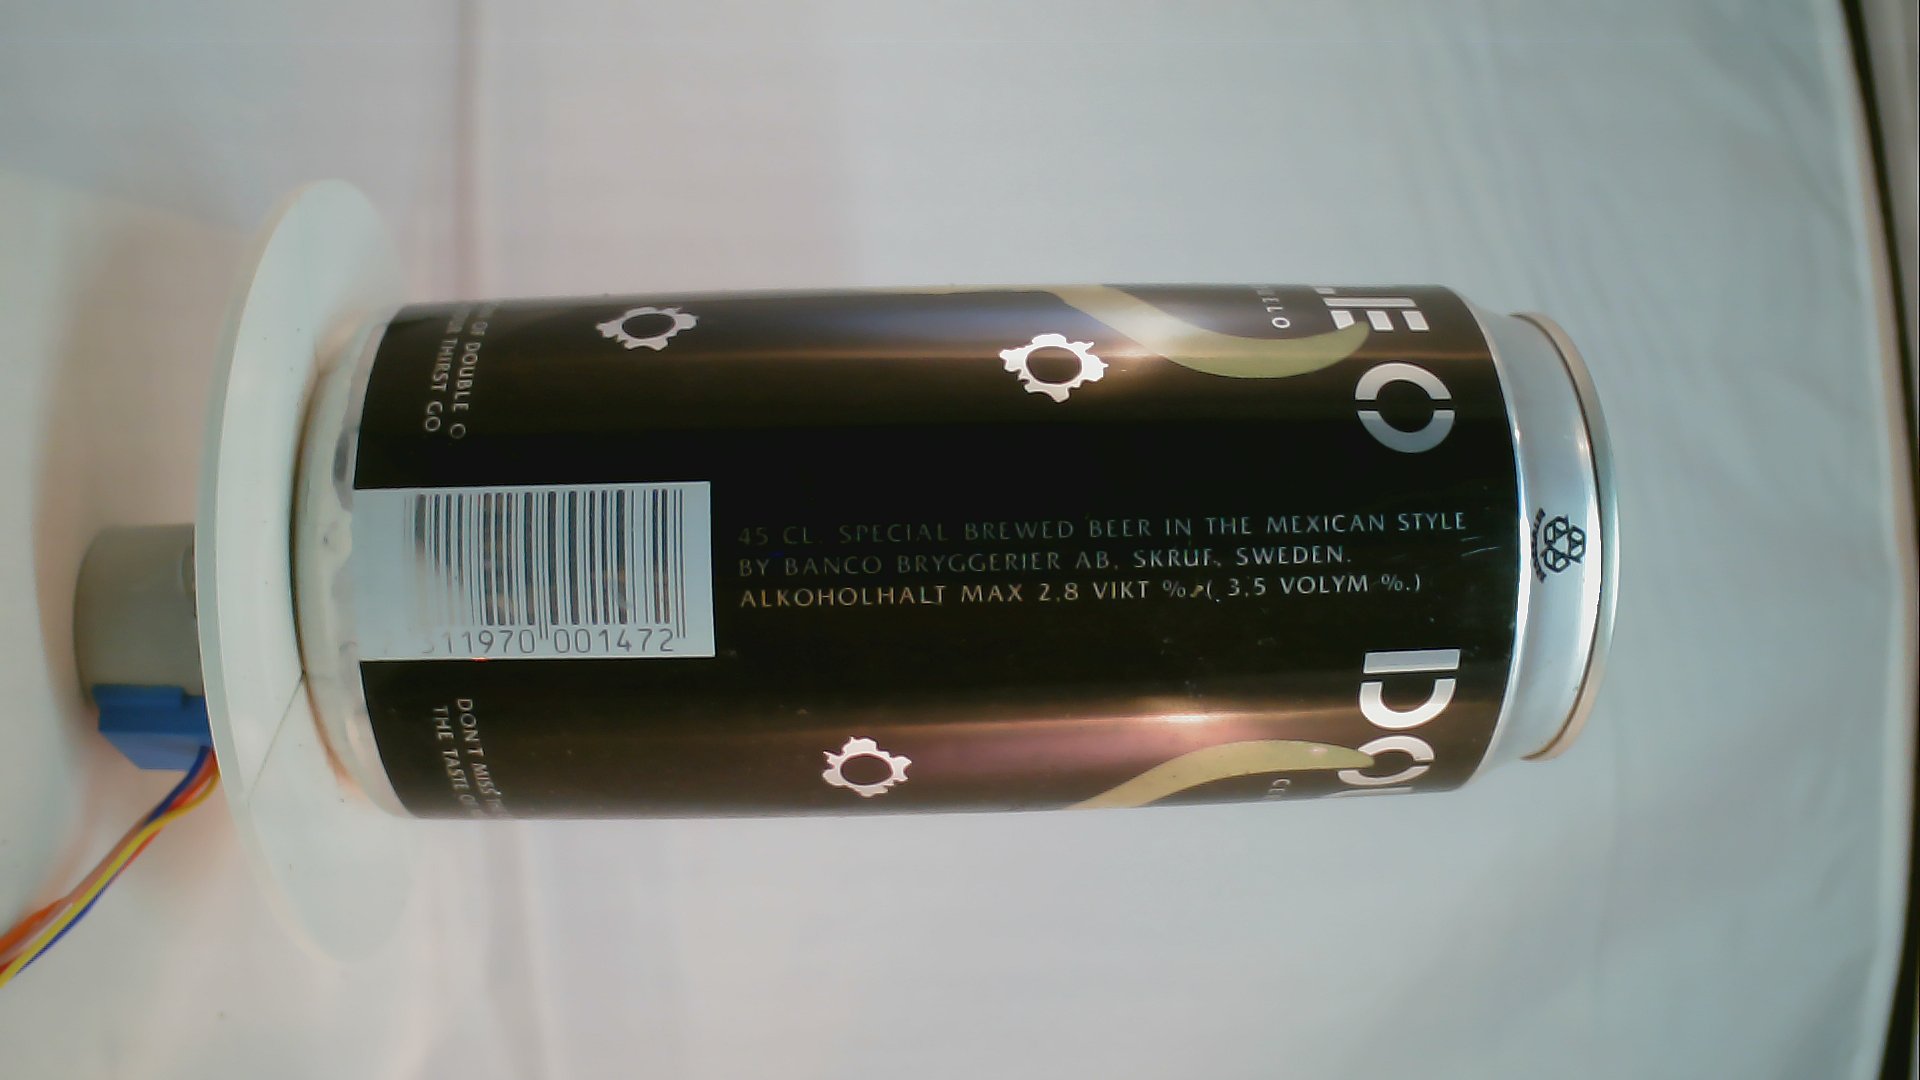 45 CL. SPECIAL BREWED BEER IN THE MEXICAN STYLE
BY BANCO BRYGGERIER AB, SKRUF, SWEDEN.
ALKOHOLHALT MAX 2,8 VIKT % ( 3,5 VOLYM %.)
11970 001472
OF DOUBLE O
THIRST GO
DON'T MISS
THE TASTE
O